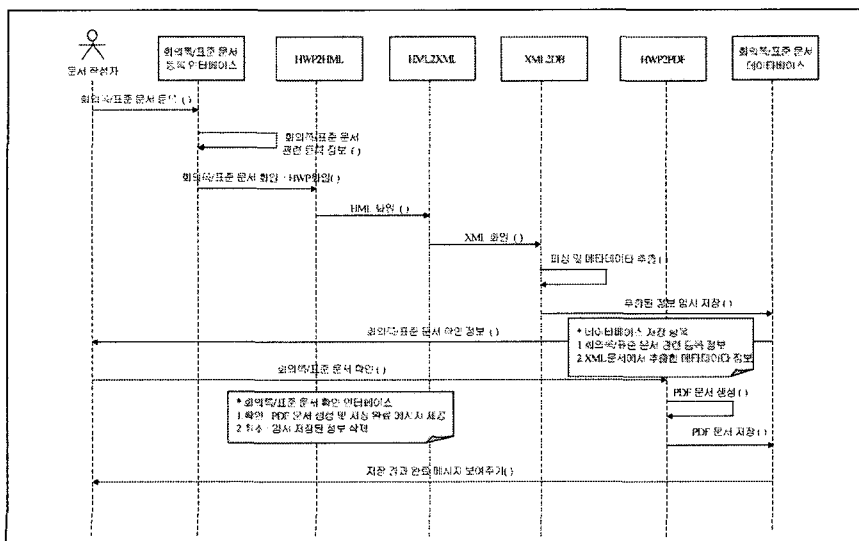 문서 작성자
회의록/표준 문서
등록 인터페이스
HWP2HML
HML2XML
XML2DB
HWP2PDF
회의록/표준 문서
데이터베이스
회의록/표준 문서 등록 ( )
회의록/표준 문서
관련 등록 정보 ( )
회의록/표준 문서 파일 - HWP파일( )
HML 파일 ( )
XML 파일 ( )
파싱 및 메타데이터 추출 ( )
추출된 정보 임시 저장 ( )
회의록/표준 문서 확인 정보 ( )
* 데이터베이스 저장 항목
1 회의록/표준 문서 관련 등록 정보
2 XML문서에서 추출한 메타데이타 정보
회의록/표준 문서 확인 ( )
* 회의록/표준 문서 확인 인터페이스
1 확인 : PDF 문서 생성 및 저장 완료 메시지 제공
2 취소 : 임시 저장된 정보 삭제
PDF 문서 생성 ( )
PDF 문서 저장 ( )
저장 결과 완료 메시지 보여주기( )